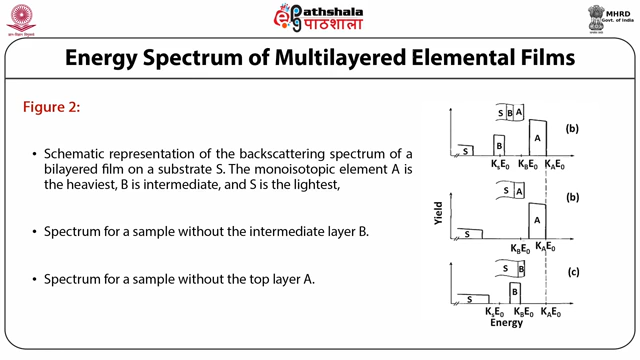 Pathshala
पाठशाला
MHRD
Govt. of India
Energy Spectrum of Multilayered Elemental Films
Figure 2:
• Schematic representation of the backscattering spectrum of a
bilayered film on a substrate S. The monoisotopic element A is
the heaviest, B is intermediate, and S is the lightest,
• Spectrum for a sample without the intermediate layer B.
• Spectrum for a sample without the top layer A.
S B A
(b)
A
B
S
KsE0 KBE0 KAE0
S A
(b)
A
S
KBE0 KAE0
Yield
S B
(c)
B
S
KsE0 KBE0 KAE0
Energy